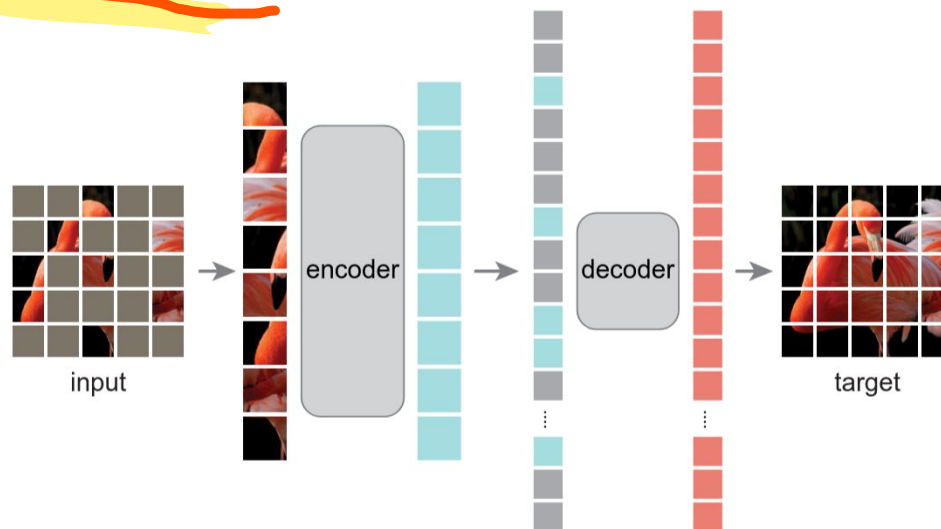 encoder
decoder
input
target